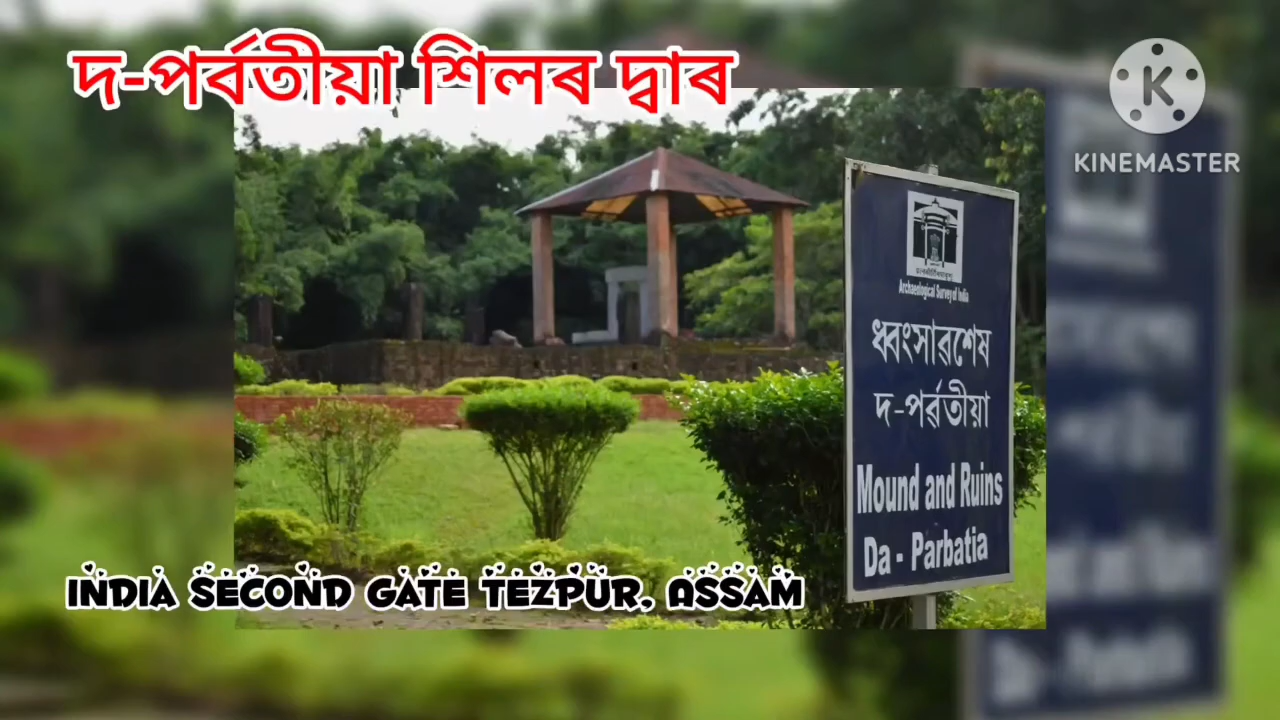 দ-পৰ্বতীয়া শিলৰ দ্বাৰ
KINEMASTER
Archaeological Survey of India
ধ্বংসাৱশেষ
দ-পৰ্ৱতীয়া
Mound and Ruins
Da - Parbatia
INDIA SECOND GATE TEZPUR, ASSAM